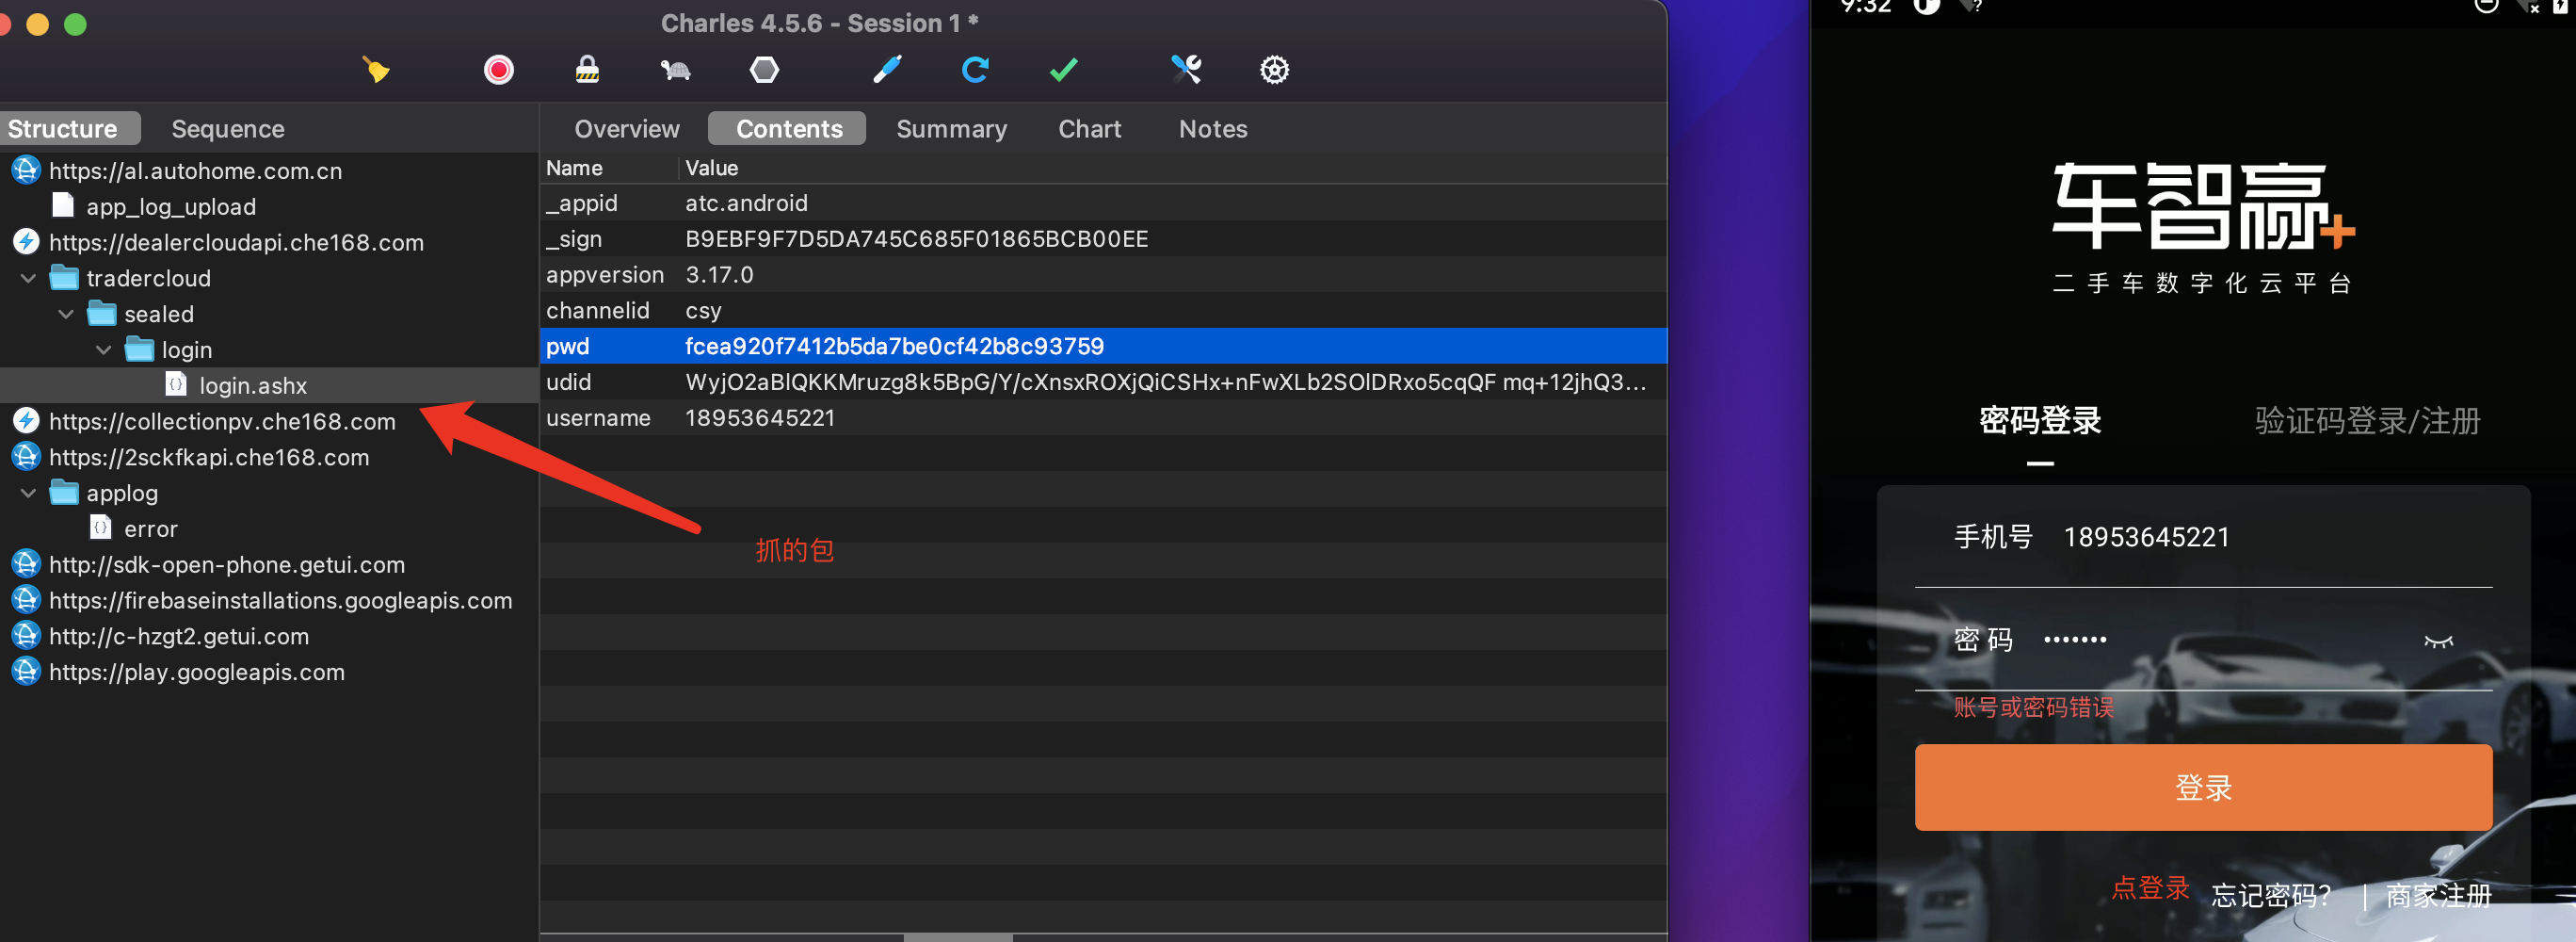 Charles 4.5.6 - Session 1 *
Structure
Sequence
https://al.autohome.com.cn
app_log_upload
https://dealercloudapi.che168.com
tradercloud
sealed
login
login.ashx
https://collectionpv.che168.com
https://2sckfkapi.che168.com
applog
error
http://sdk-open-phone.getui.com
https://firebaseinstallations.googleapis.com
http://c-hzgt2.getui.com
https://play.googleapis.com
Overview
Contents
Summary
Chart
Notes
Name Value
_appid atc.android
_sign B9EBF9F7D5DA745C685F01865BCB00EE
appversion 3.17.0
channelid csy
pwd fcea920f7412b5da7be0cf42b8c93759
udid
username 18953645221
抓的包
9:32
车智赢+
二手车数字化云平台
密码登录
验证码登录/注册
手机号 18953645221
密 码 •••••••
账号或密码错误
登录
点登录
忘记密码？ | 商家注册